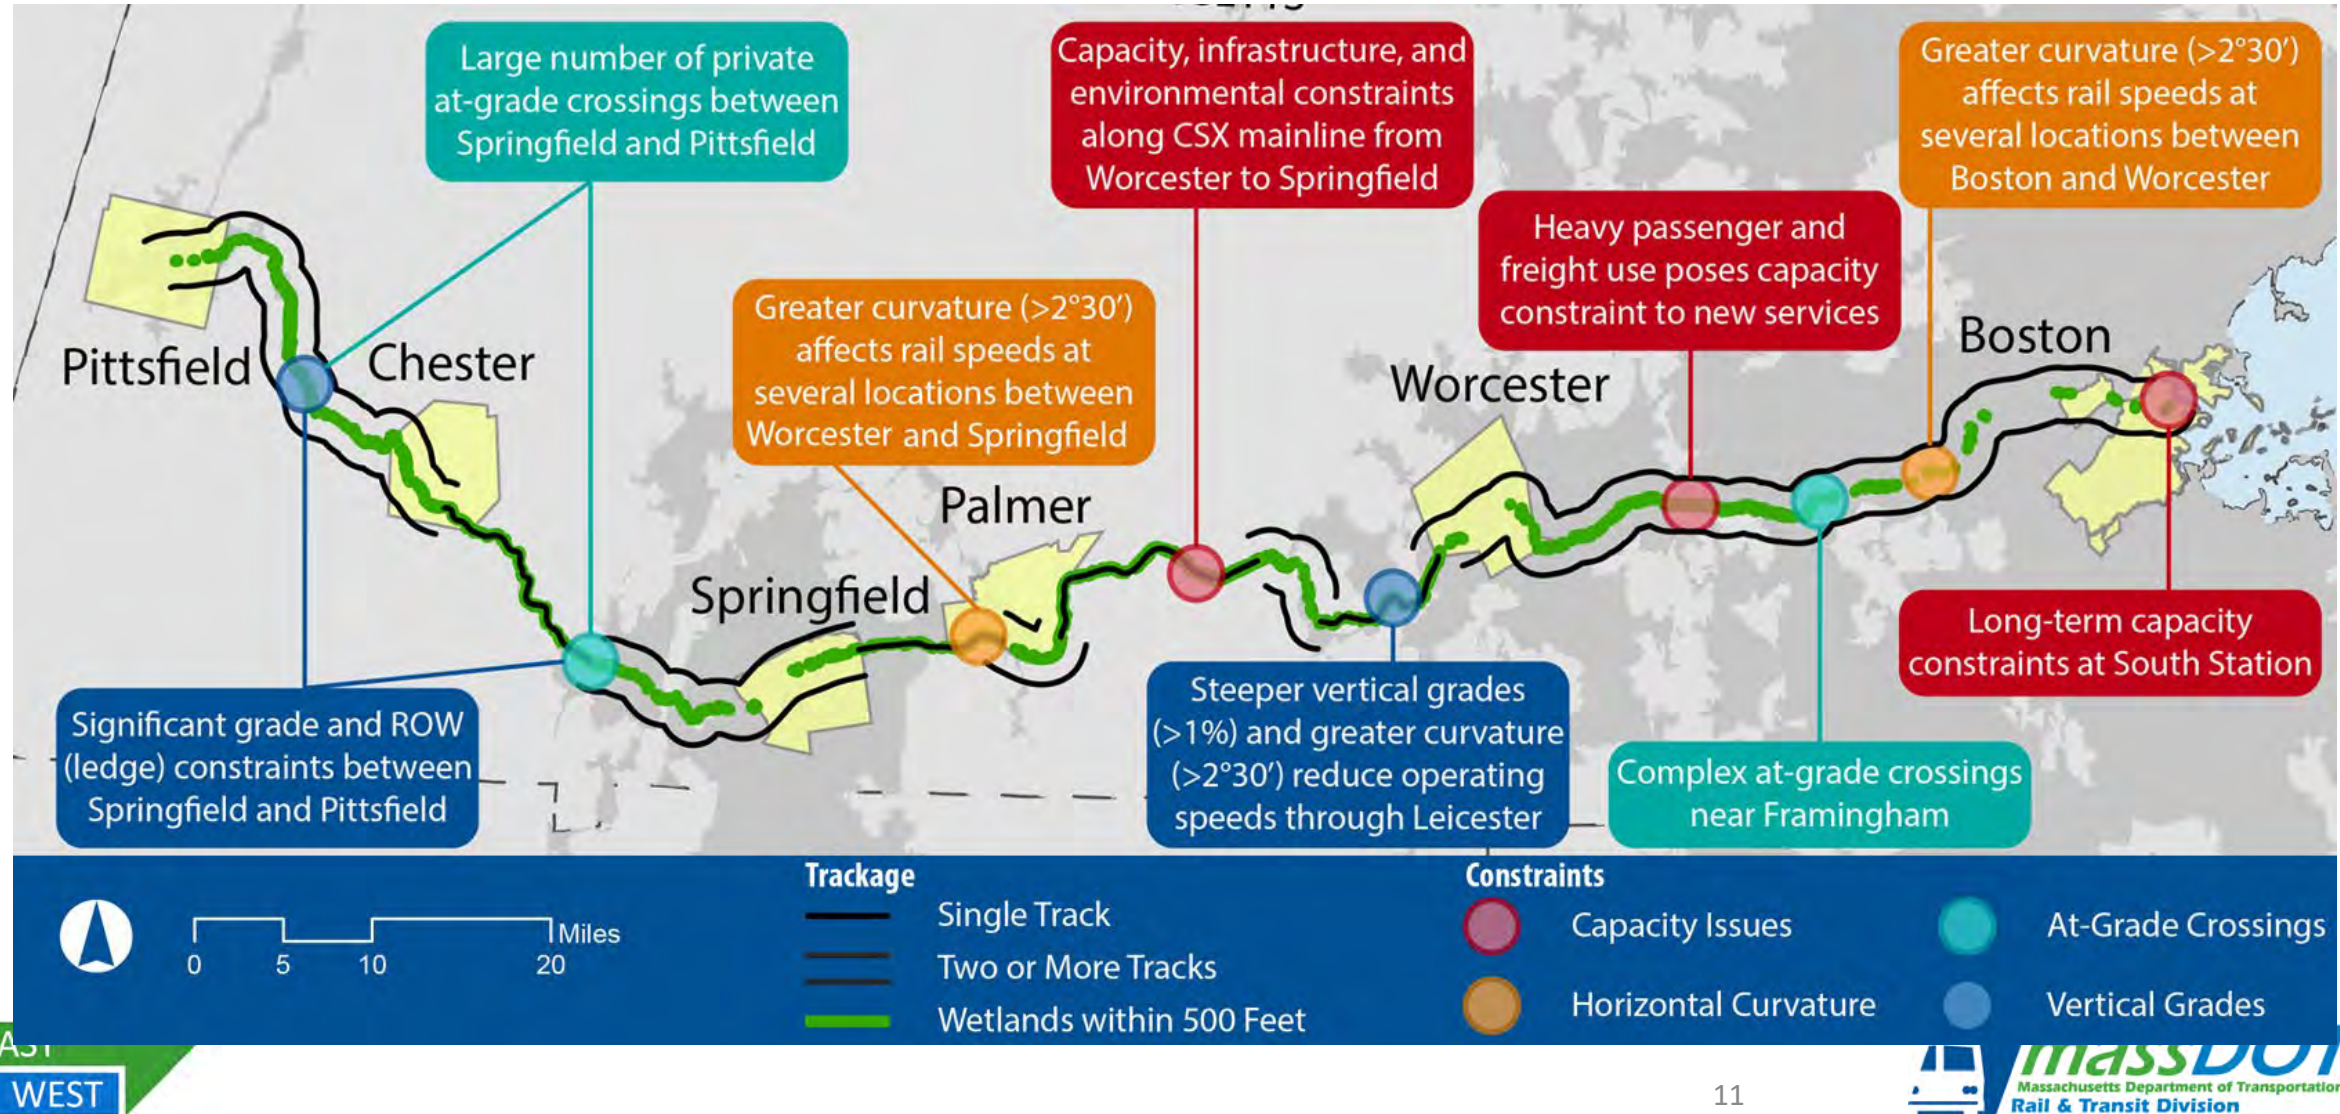 Large number of private
at-grade crossings between
Springfield and Pittsfield
Capacity, infrastructure, and
environmental constraints
along CSX mainline from
Worcester to Springfield
Greater curvature (>2°30′)
affects rail speeds at
several locations between
Boston and Worcester
Heavy passenger and
freight use poses capacity
constraint to new services
Greater curvature (>2°30′)
affects rail speeds at
several locations between
Worcester and Springfield
Pittsfield
Chester
Springfield
Palmer
Worcester
Boston
Significant grade and ROW
(ledge) constraints between
Springfield and Pittsfield
Steeper vertical grades
(>1%) and greater curvature
(>2°30′) reduce operating
speeds through Leicester
Complex at-grade crossings
near Framingham
Long-term capacity
constraints at South Station
0 5 10 20 Miles
Trackage
Single Track
Two or More Tracks
Wetlands within 500 Feet
Constraints
Capacity Issues
Horizontal Curvature
At-Grade Crossings
Vertical Grades
WEST
11
massDOT
Massachusetts Department of Transportation
Rail & Transit Division